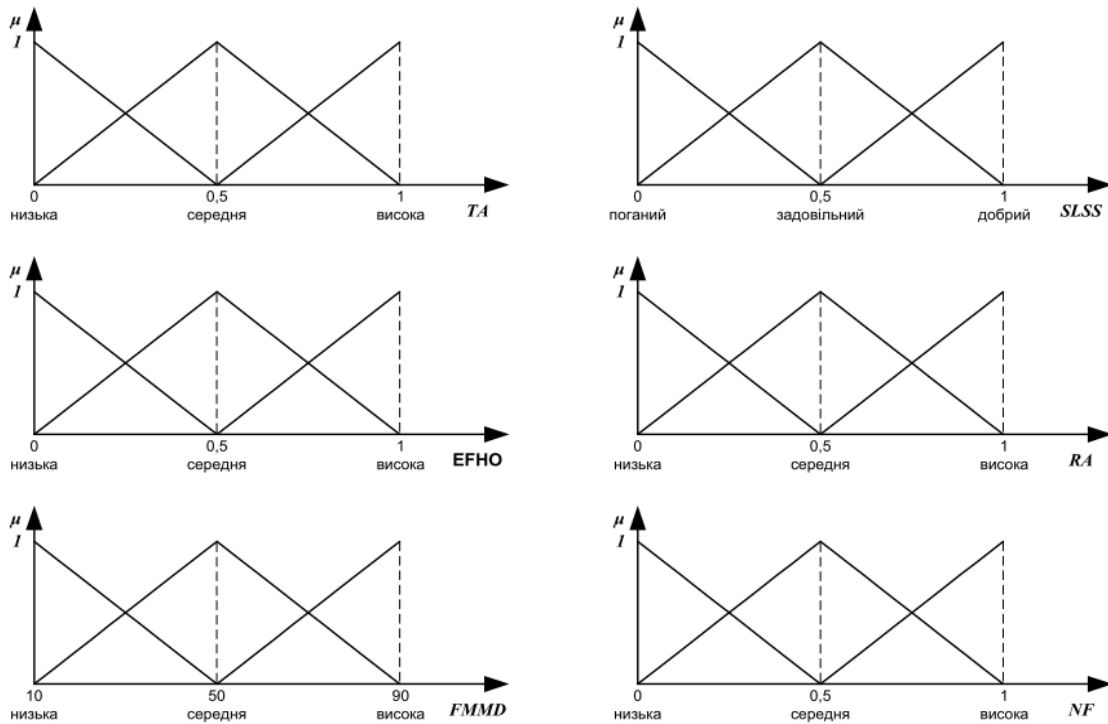 μ
1
0 0,5 1
низька середня висока TA
μ
1
0 0,5 1
поганий задовільний добрий SLSS
μ
1
0 0,5 1
низька середня висока EFHO
μ
1
0 0,5 1
низька середня висока RA
μ
1
10 50 90
низька середня висока FMMD
μ
1
0 0,5 1
низька середня висока NF